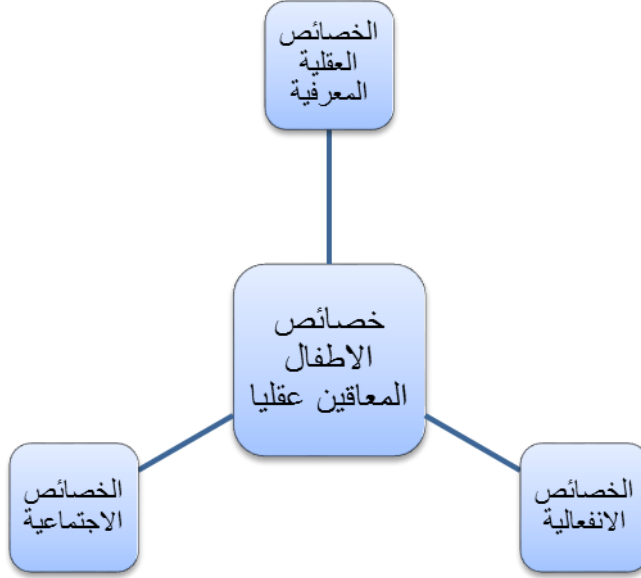 الخصائص
العقلية
المعرفية
خصائص
الاطفال
المعاقين عقليا
الخصائص
الانفعالية
الخصائص
الاجتماعية